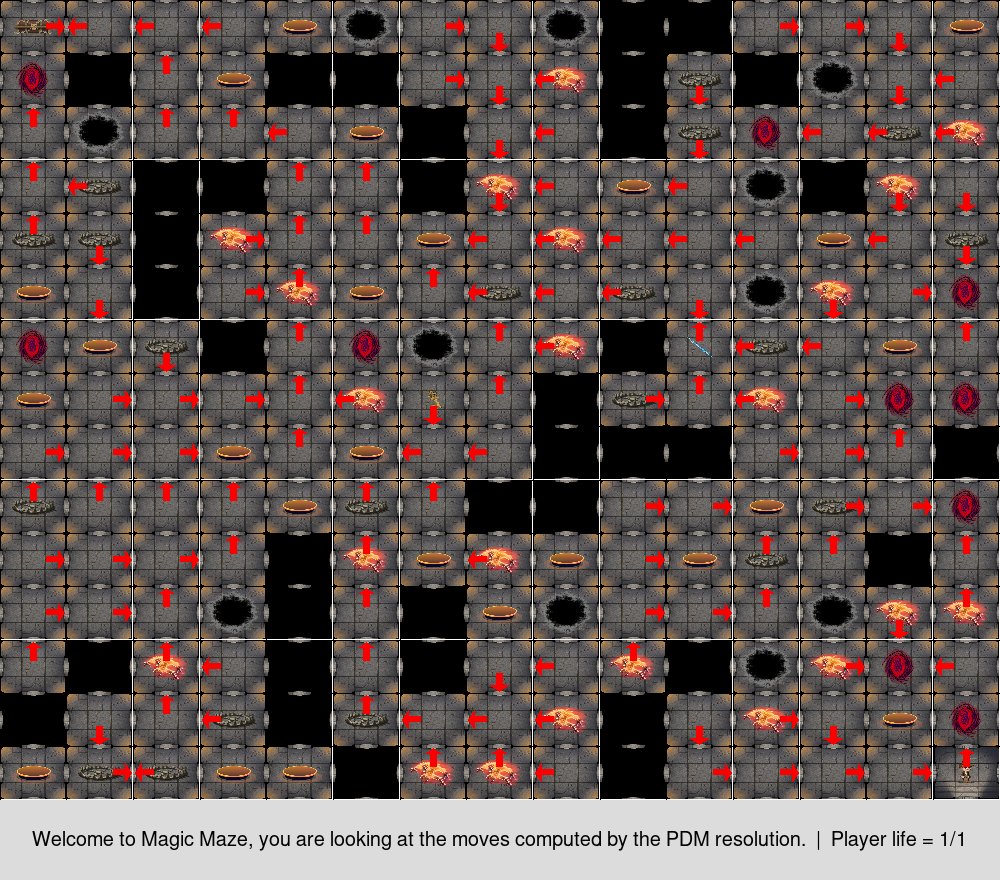 Welcome to Magic Maze, you are looking at the moves computed by the PDM resolution.  |  Player life = 1/1